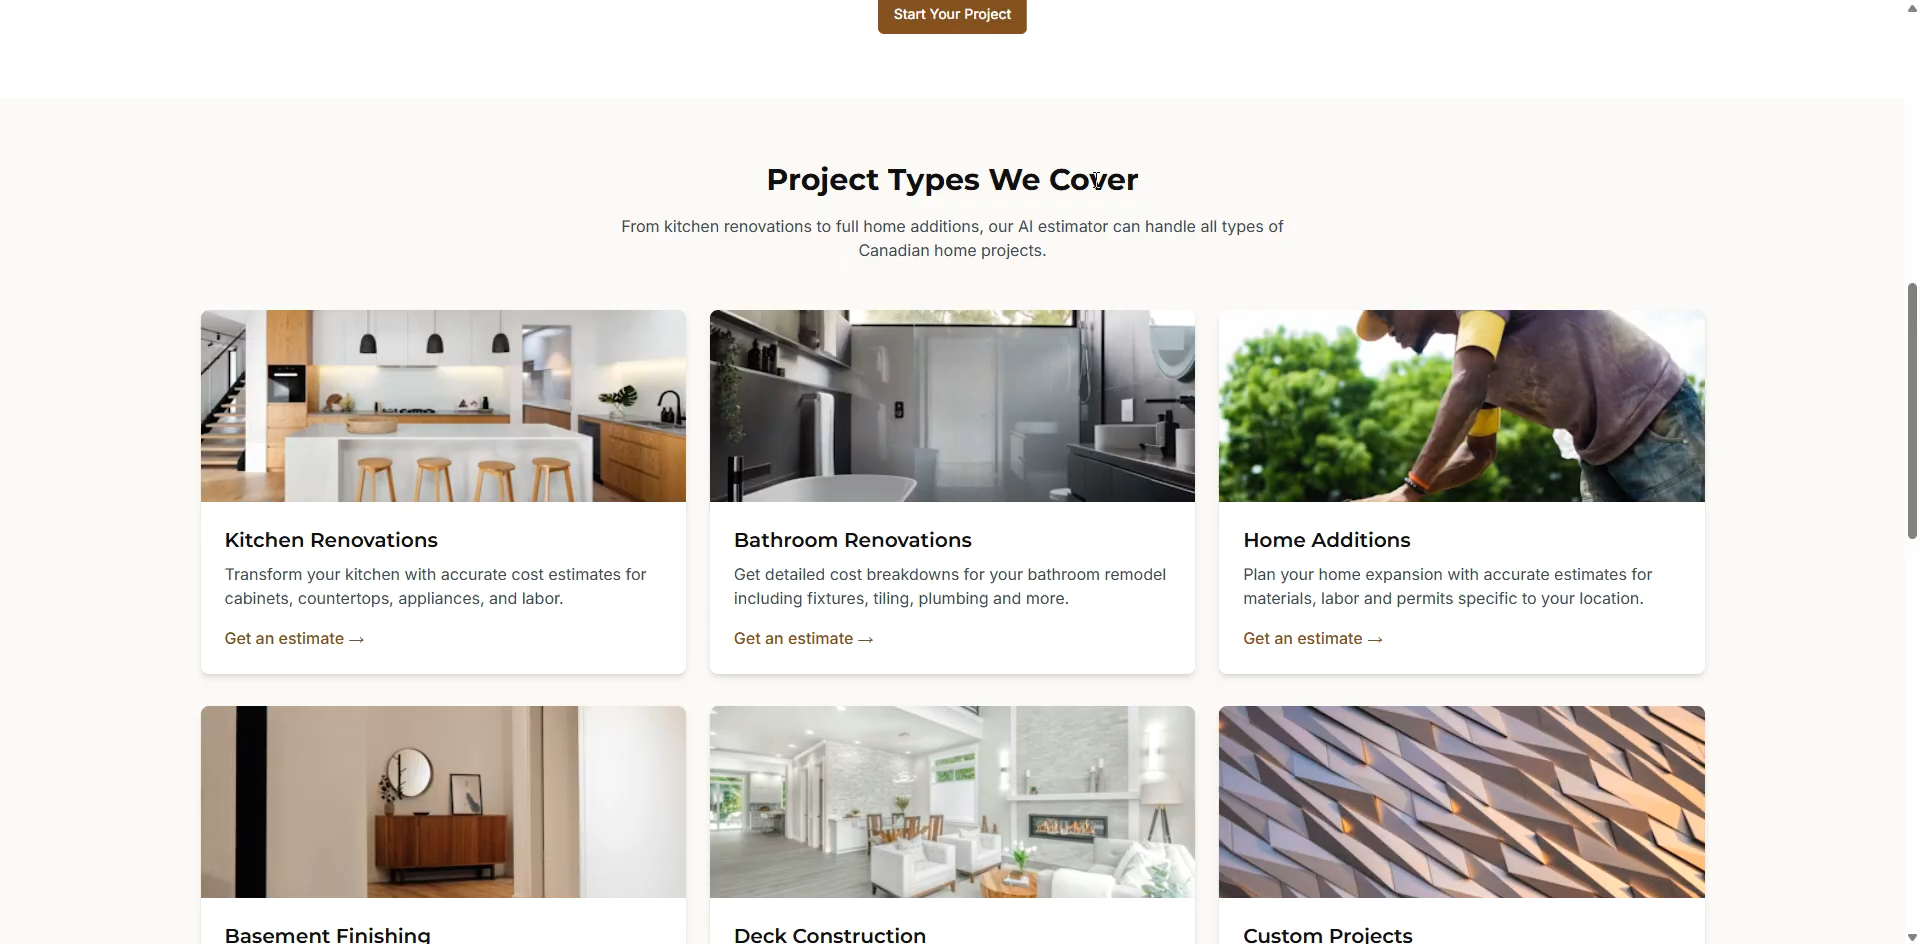 Start Your Project
Project Types We Cover
From kitchen renovations to full home additions, our AI estimator can handle all types of
Canadian home projects.
Kitchen Renovations
Transform your kitchen with accurate cost estimates for
cabinets, countertops, appliances, and labor.
Get an estimate →
Bathroom Renovations
Get detailed cost breakdowns for your bathroom remodel
including fixtures, tiling, plumbing and more.
Get an estimate →
Home Additions
Plan your home expansion with accurate estimates for
materials, labor and permits specific to your location.
Get an estimate →
Basement Finishing
Deck Construction
Custom Projects